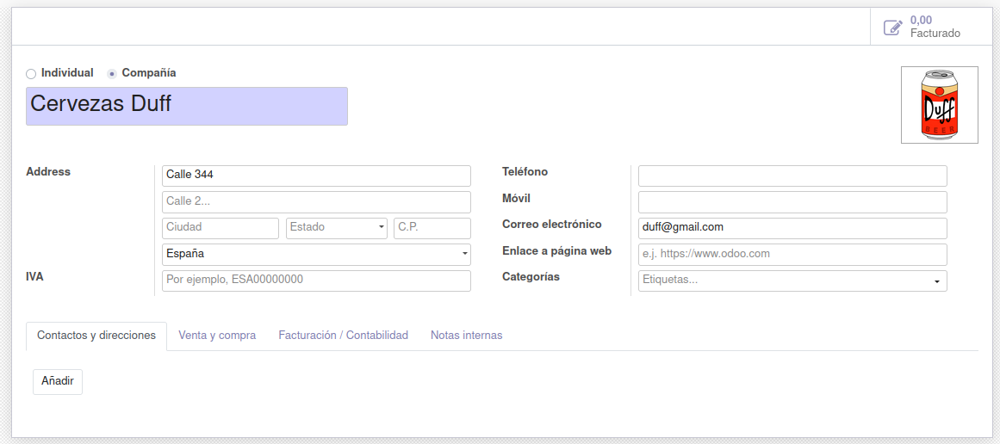 0,00
Facturado
Individual Compañía
Cervezas Duff
Duff
BEER
Address
Calle 344
Calle 2...
Ciudad Estado C.P.
España
IVA
Por ejemplo, ESA00000000
Teléfono
Móvil
Correo electrónico
duff@gmail.com
Enlace a página web
e.j. https://www.odoo.com
Categorías
Etiquetas...
Contactos y direcciones Venta y compra Facturación / Contabilidad Notas internas
Añadir